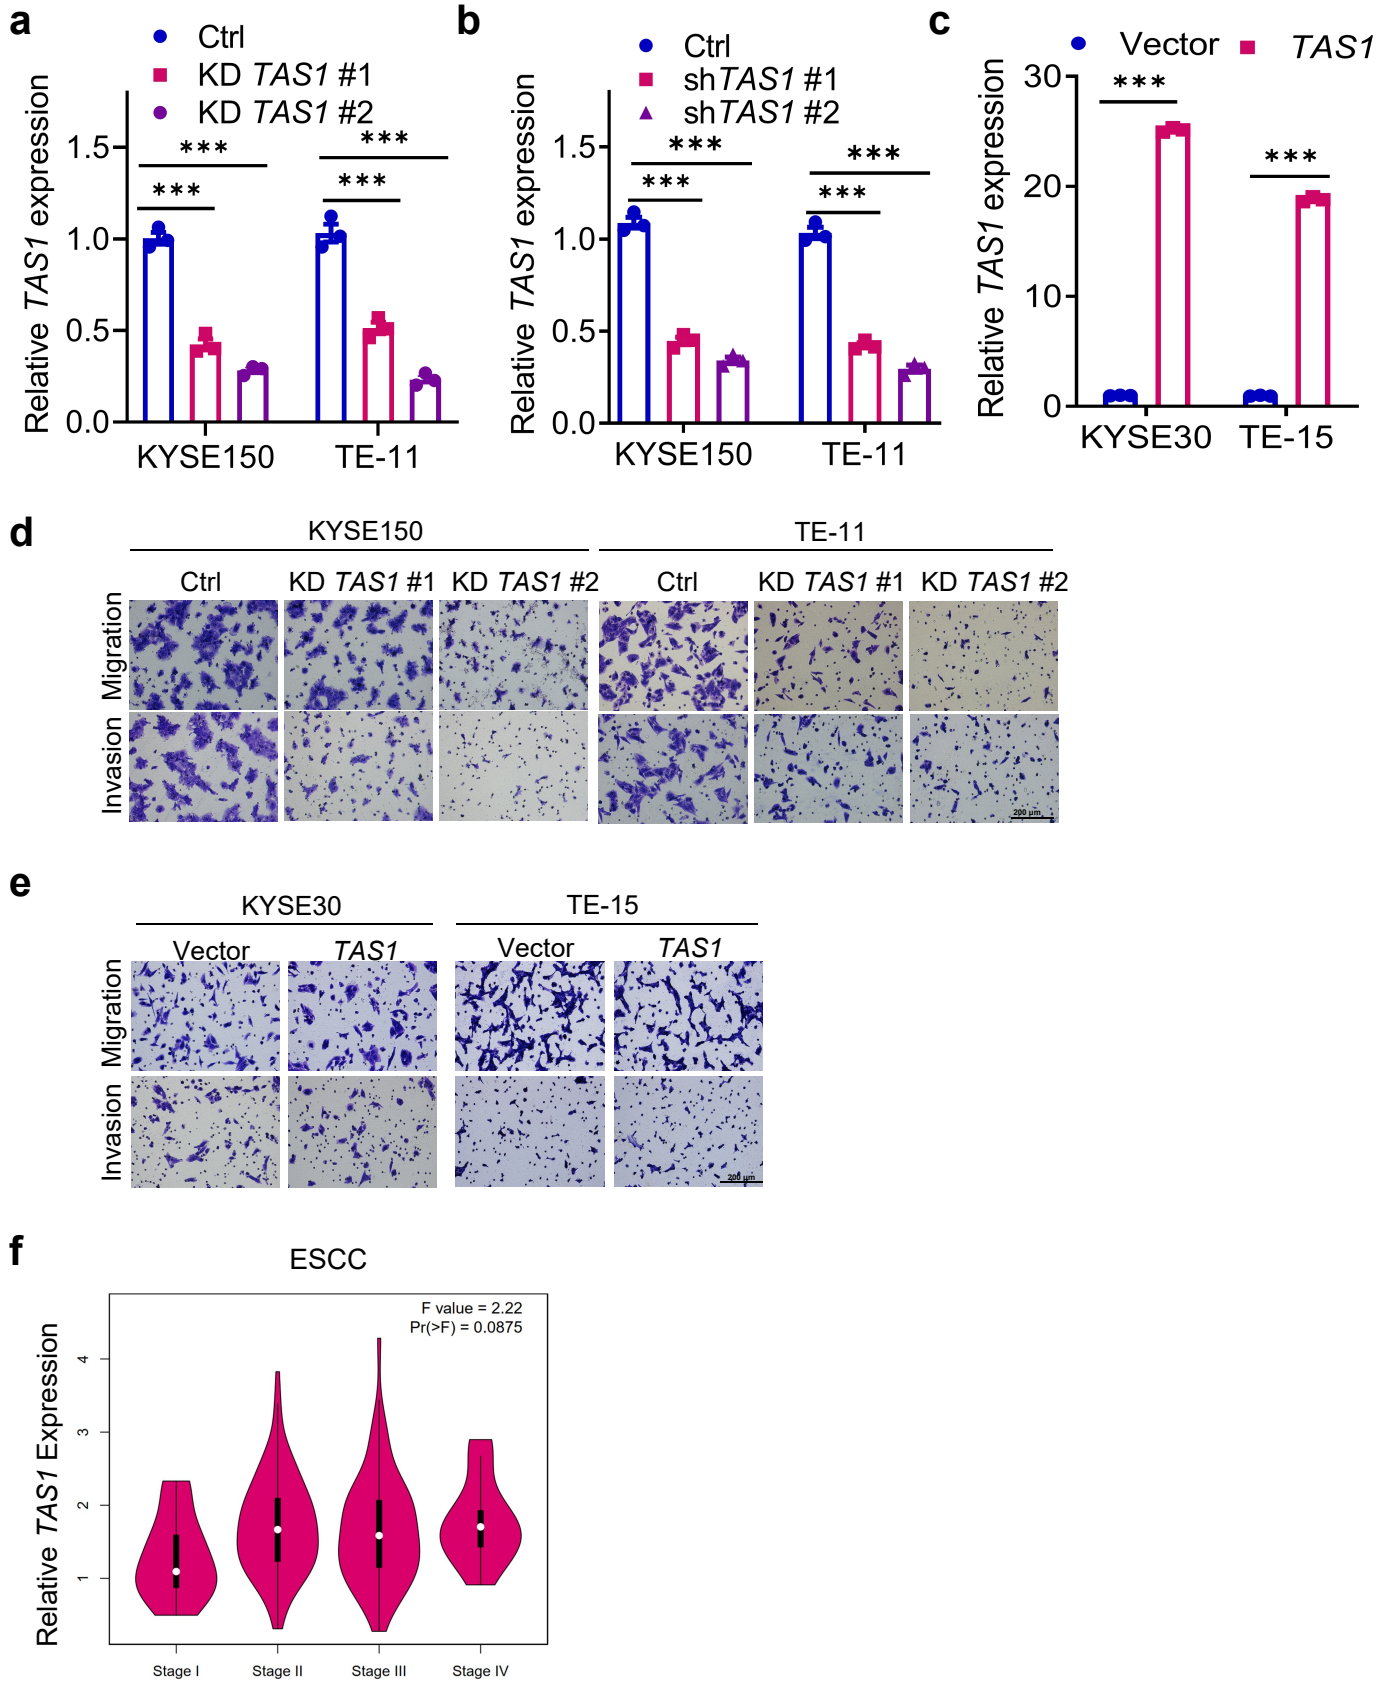 a
Ctrl
KD TAS1 #1
KD TAS1 #2
Relative TAS1 expression
1.5
1.0
0.5
0.0
***
***
***
***
KYSE150
TE-11
b
Ctrl
shTAS1 #1
shTAS1 #2
Relative TAS1 expression
1.5
1.0
0.5
0.0
***
***
***
***
KYSE150
TE-11
c
Vector
TAS1
Relative TAS1 expression
30
20
10
0
***
***
KYSE30
TE-15
d
KYSE150
TE-11
Ctrl
KD TAS1 #1
KD TAS1 #2
Ctrl
KD TAS1 #1
KD TAS1 #2
Migration
Invasion
200 μm
e
KYSE30
TE-15
Vector
TAS1
Vector
TAS1
Migration
Invasion
200 μm
f
ESCC
F value = 2.22
Pr(>F) = 0.0875
Relative TAS1 Expression
4
3
2
1
Stage I
Stage II
Stage III
Stage IV